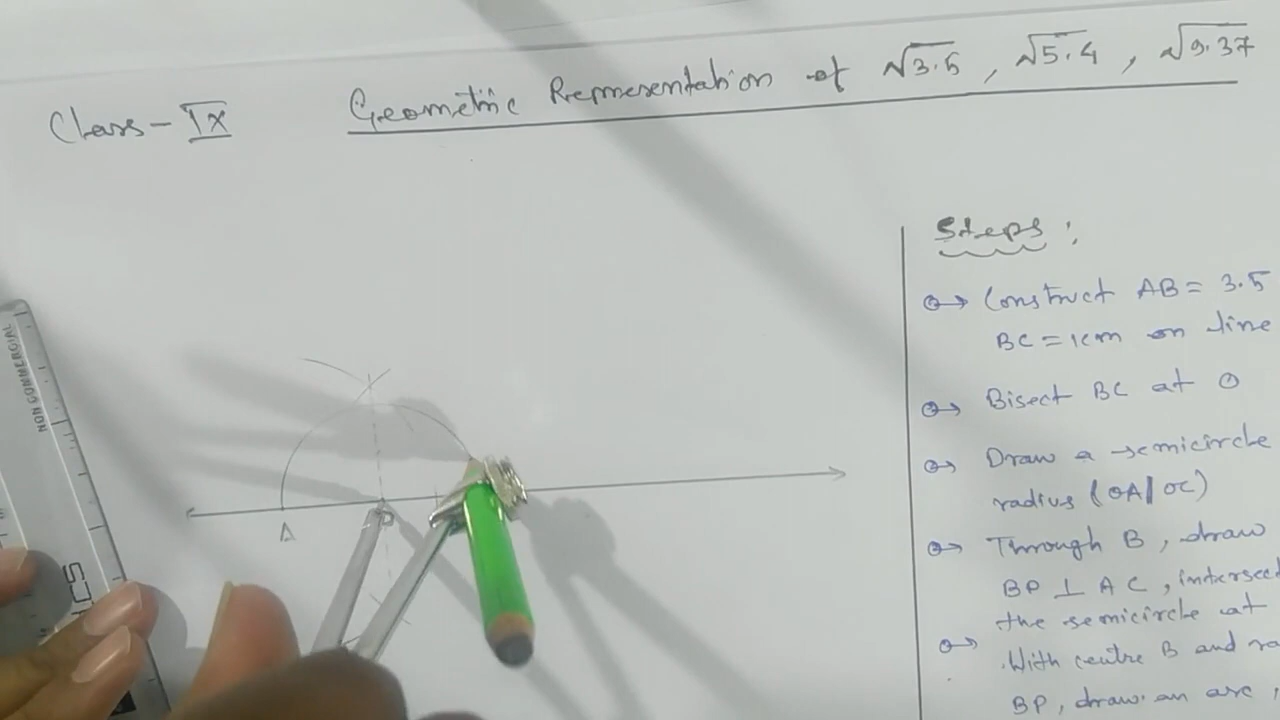 Class - IX
Geometric Representation of √3.5, √5.4, √9.37
Steps:
Construct AB = 3.5
BC = 1cm on line
Bisect BC at O
Draw a semicircle
radius (OA/OC)
Through B, draw
BP ⊥ AC, intersect
the semicircle at
With centre B and
BP, draw an arc,
A
NON COMMERCIAL